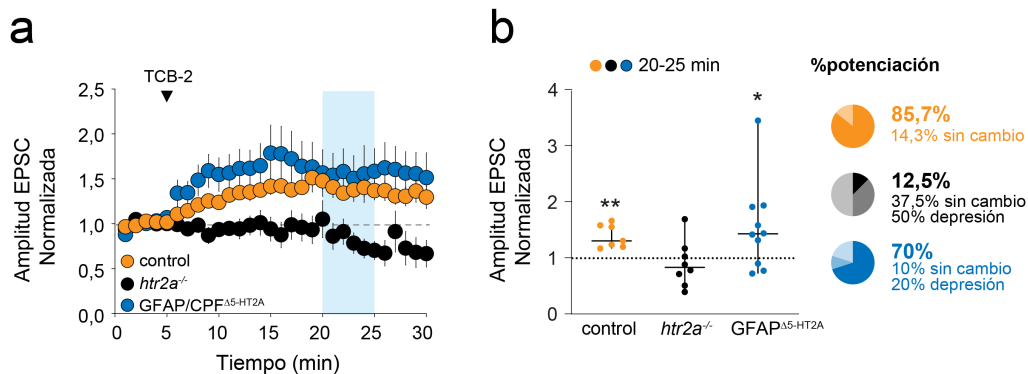 a
TCB-2
Amplitud EPSC
Normalizada
2,5
2,0
1,5
1,0
0,5
0,0
control
htr2a-/-
GFAP/CPFΔ5-HT2A
0
5
10
15
20
25
30
Tiempo (min)
b
20-25 min
Amplitud EPSC
Normalizada
4
3
2
1
0
**
*
control
htr2a-/-
GFAPΔ5-HT2A
%potenciación
85,7%
14,3% sin cambio
12,5%
37,5% sin cambio
50% depresión
70%
10% sin cambio
20% depresión